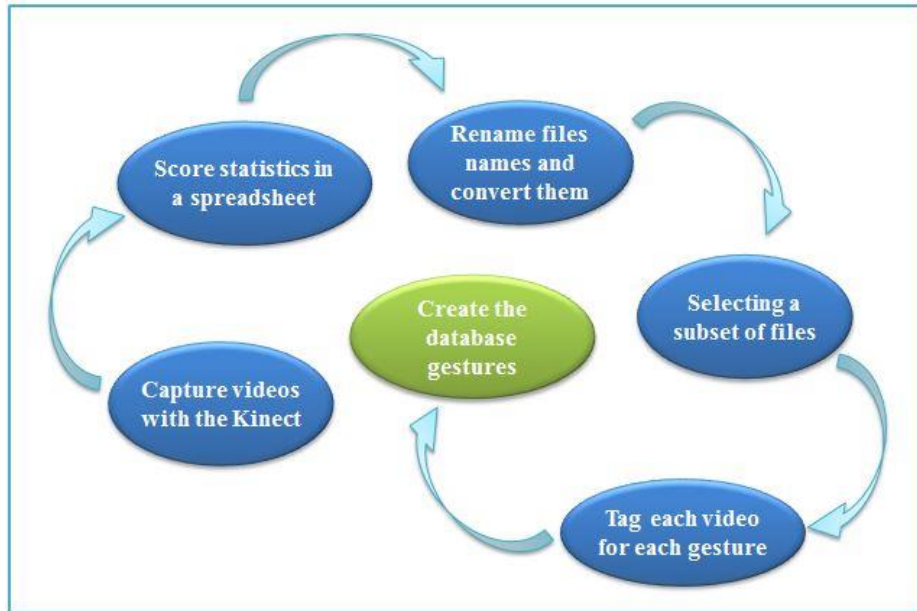 Score statistics in
a spreadsheet
Rename files
names and
convert them
Selecting a
subset of files
Create the
database
gestures
Capture videos
with the Kinect
Tag each video
for each gesture